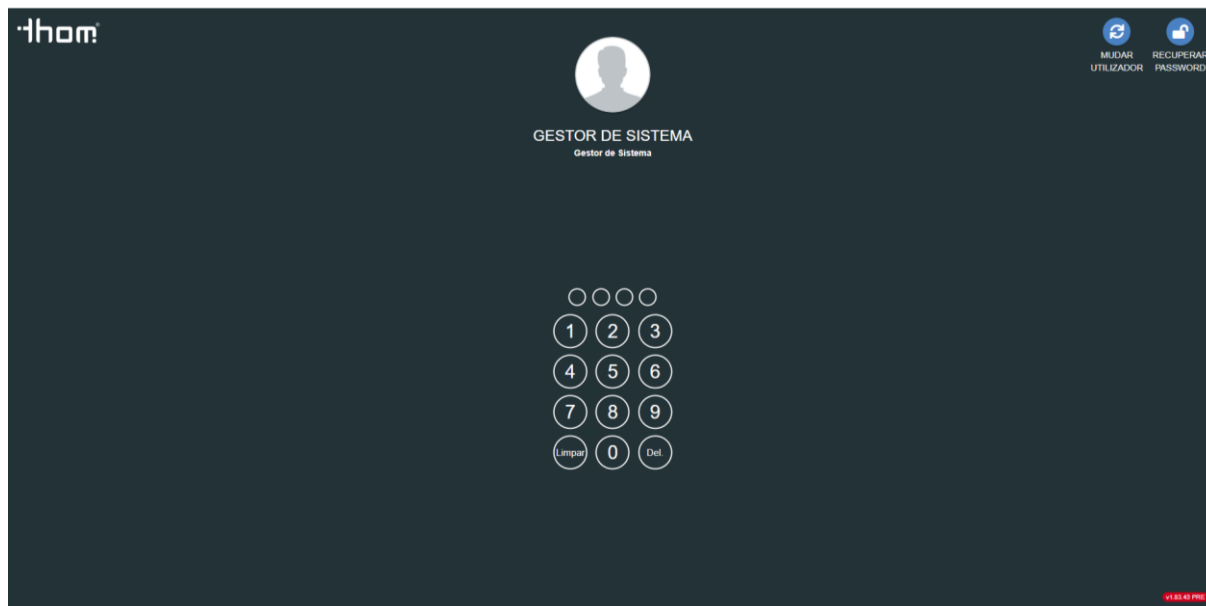 thom
MUDAR
UTILIZADOR
RECUPERAR
PASSWORD
GESTOR DE SISTEMA
Gestor de Sistema
1 2 3
4 5 6
7 8 9
Limpar 0 Del.
v1.83.43 PRE